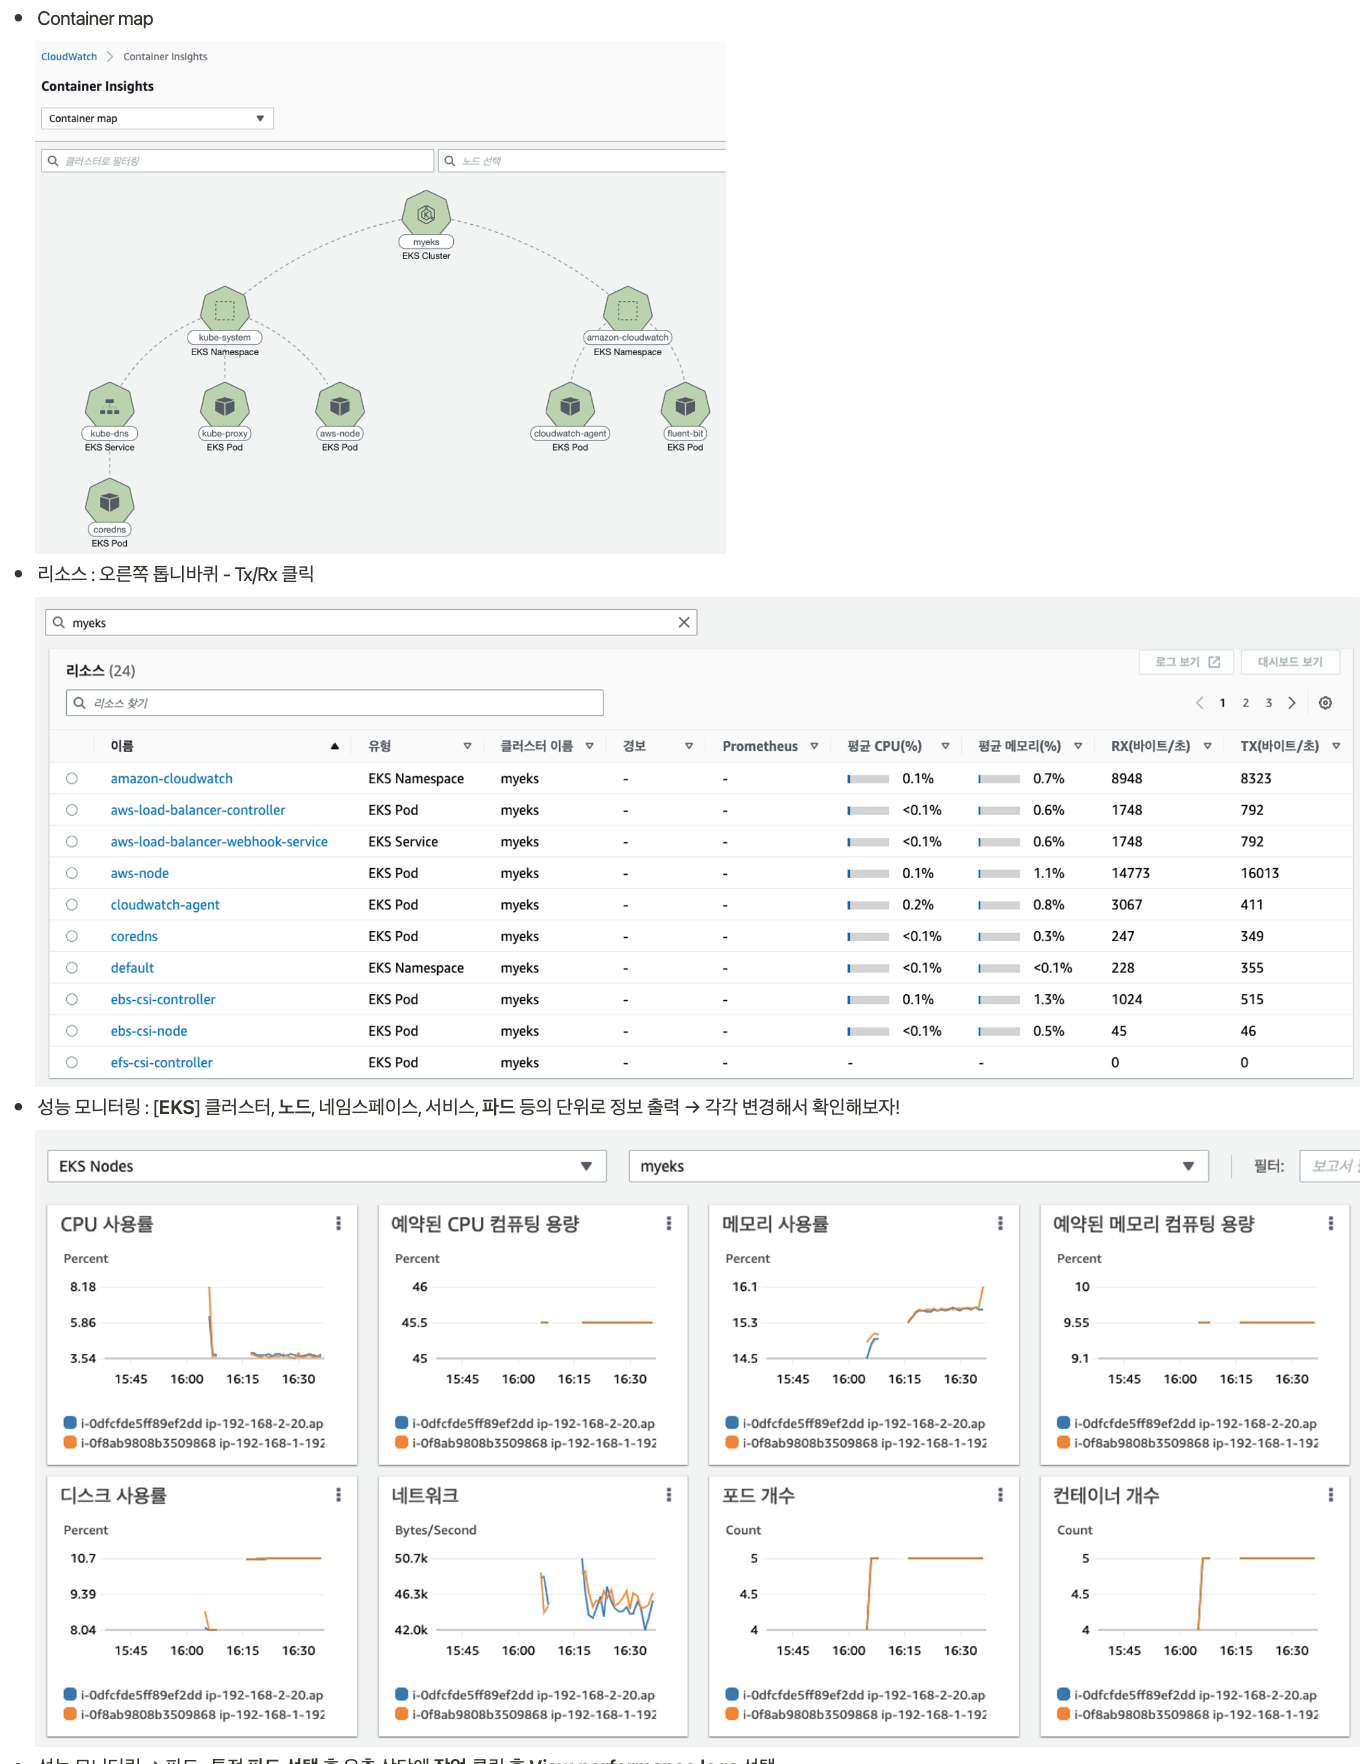 Container map
CloudWatch > Container Insights
Container Insights
Container map
클러스터로 필터링
노드 선택
myeks
EKS Cluster
kube-system
EKS Namespace
amazon-cloudwatch
EKS Namespace
kube-dns
EKS Service
kube-proxy
EKS Pod
aws-node
EKS Pod
cloudwatch-agent
EKS Pod
fluent-bit
EKS Pod
coredns
EKS Pod
리소스 : 오른쪽 톱니바퀴 - Tx/Rx 클릭
myeks
리소스 (24)
로그 보기
대시보드 보기
리소스 찾기
1 2 3
이름 유형 클러스터 이름 경보 Prometheus 평균 CPU(%) 평균 메모리(%) RX(바이트/초) TX(바이트/초)
amazon-cloudwatch EKS Namespace myeks - - 0.1% 0.7% 8948 8323
aws-load-balancer-controller EKS Pod myeks - - <0.1% 0.6% 1748 792
aws-load-balancer-webhook-service EKS Service myeks - - <0.1% 0.6% 1748 792
aws-node EKS Pod myeks - - 0.1% 1.1% 14773 16013
cloudwatch-agent EKS Pod myeks - - 0.2% 0.8% 3067 411
coredns EKS Pod myeks - - <0.1% 0.3% 247 349
default EKS Namespace myeks - - <0.1% <0.1% 228 355
ebs-csi-controller EKS Pod myeks - - 0.1% 1.3% 1024 515
ebs-csi-node EKS Pod myeks - - <0.1% 0.5% 45 46
efs-csi-controller EKS Pod myeks - - - - 0 0
성능 모니터링 : [EKS] 클러스터, 노드, 네임스페이스, 서비스, 파드 등의 단위로 정보 출력 → 각각 변경해서 확인해보자!
EKS Nodes
myeks
필터:
보고서
CPU 사용률
Percent
8.18
5.86
3.54
15:45 16:00 16:15 16:30
i-0dfcfde5ff89ef2dd ip-192-168-2-20.ap
i-0f8ab9808b3509868 ip-192-168-1-192
예약된 CPU 컴퓨팅 용량
Percent
46
45.5
45
15:45 16:00 16:15 16:30
i-0dfcfde5ff89ef2dd ip-192-168-2-20.ap
i-0f8ab9808b3509868 ip-192-168-1-192
메모리 사용률
Percent
16.1
15.3
14.5
15:45 16:00 16:15 16:30
i-0dfcfde5ff89ef2dd ip-192-168-2-20.ap
i-0f8ab9808b3509868 ip-192-168-1-192
예약된 메모리 컴퓨팅 용량
Percent
10
9.55
9.1
15:45 16:00 16:15 16:30
i-0dfcfde5ff89ef2dd ip-192-168-2-20.ap
i-0f8ab9808b3509868 ip-192-168-1-192
디스크 사용률
Percent
10.7
9.39
8.04
15:45 16:00 16:15 16:30
i-0dfcfde5ff89ef2dd ip-192-168-2-20.ap
i-0f8ab9808b3509868 ip-192-168-1-192
네트워크
Bytes/Second
50.7k
46.3k
42.0k
15:45 16:00 16:15 16:30
i-0dfcfde5ff89ef2dd ip-192-168-2-20.ap
i-0f8ab9808b3509868 ip-192-168-1-192
포드 개수
Count
5
4.5
4
15:45 16:00 16:15 16:30
i-0dfcfde5ff89ef2dd ip-192-168-2-20.ap
i-0f8ab9808b3509868 ip-192-168-1-192
컨테이너 개수
Count
5
4.5
4
15:45 16:00 16:15 16:30
i-0dfcfde5ff89ef2dd ip-192-168-2-20.ap
i-0f8ab9808b3509868 ip-192-168-1-192